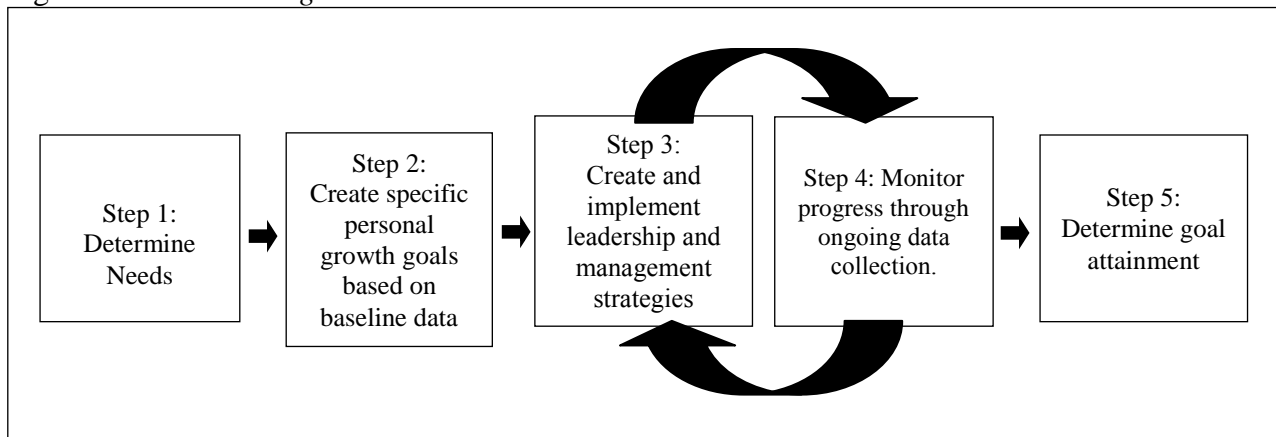 Step 1:
Determine
Needs
Step 2:
Create specific
personal
growth goals
based on
baseline data
Step 3:
Create and
implement
leadership and
management
strategies
Step 4: Monitor
progress through
ongoing data
collection.
Step 5:
Determine goal
attainment